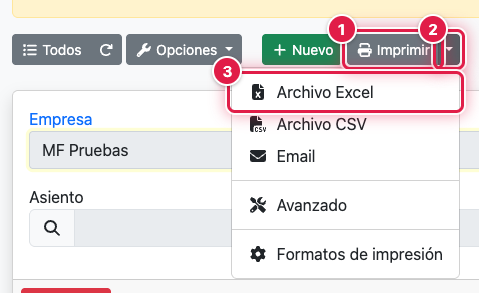 Todos
Opciones
Nuevo
1
Imprimir
2
3
Archivo Excel
Archivo CSV
Email
Avanzado
Formatos de impresión
Empresa
MF Pruebas
Asiento